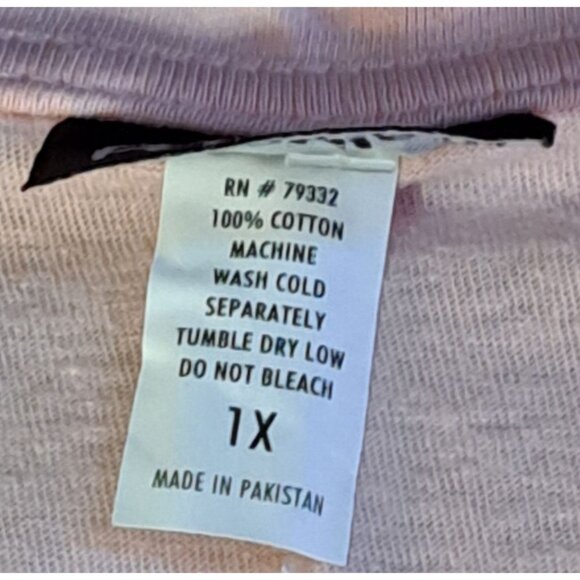 RN # 79332
100% COTTON
MACHINE
WASH COLD
SEPARATELY
TUMBLE DRY LOW
DO NOT BLEACH
1X
MADE IN PAKISTAN